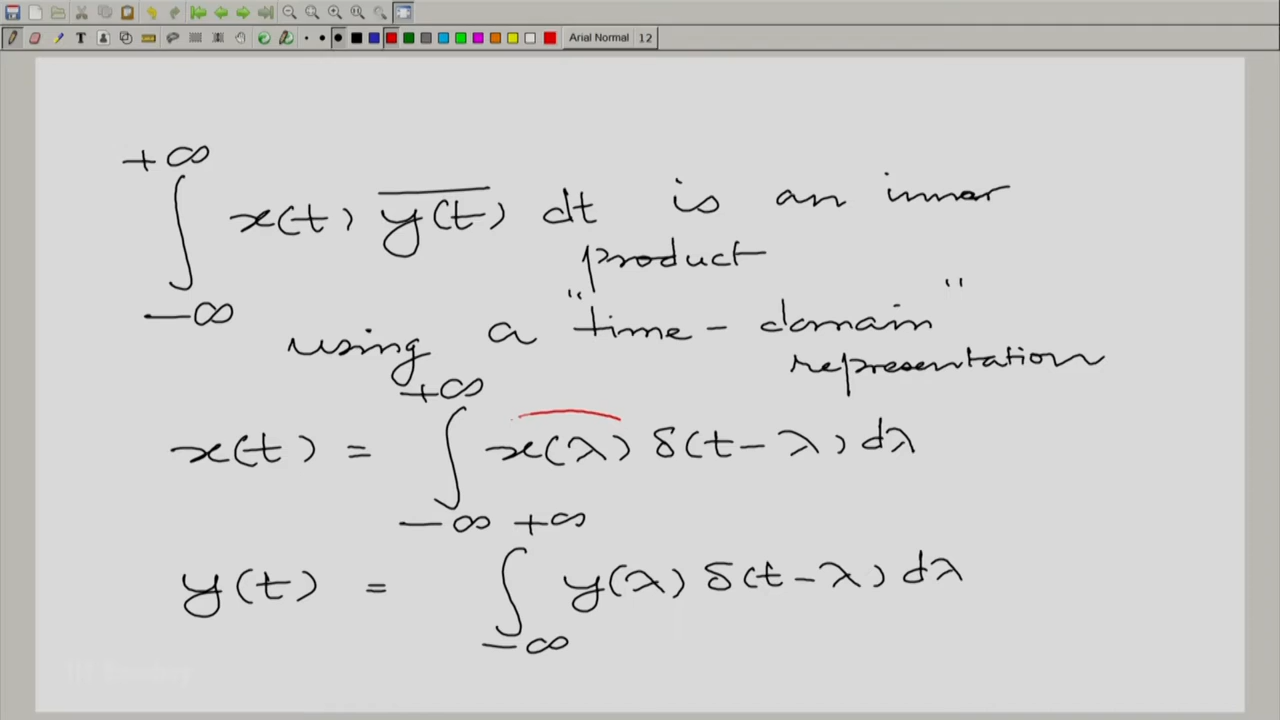 Arial Normal 12
+∞
∫ x(t) \overline{y(t)} dt is an inner
−∞
product
using a "time-domain"
representation
+∞
x(t) = ∫ x(λ) δ(t−λ) dλ
−∞
+∞
y(t) = ∫ y(λ) δ(t−λ) dλ
−∞